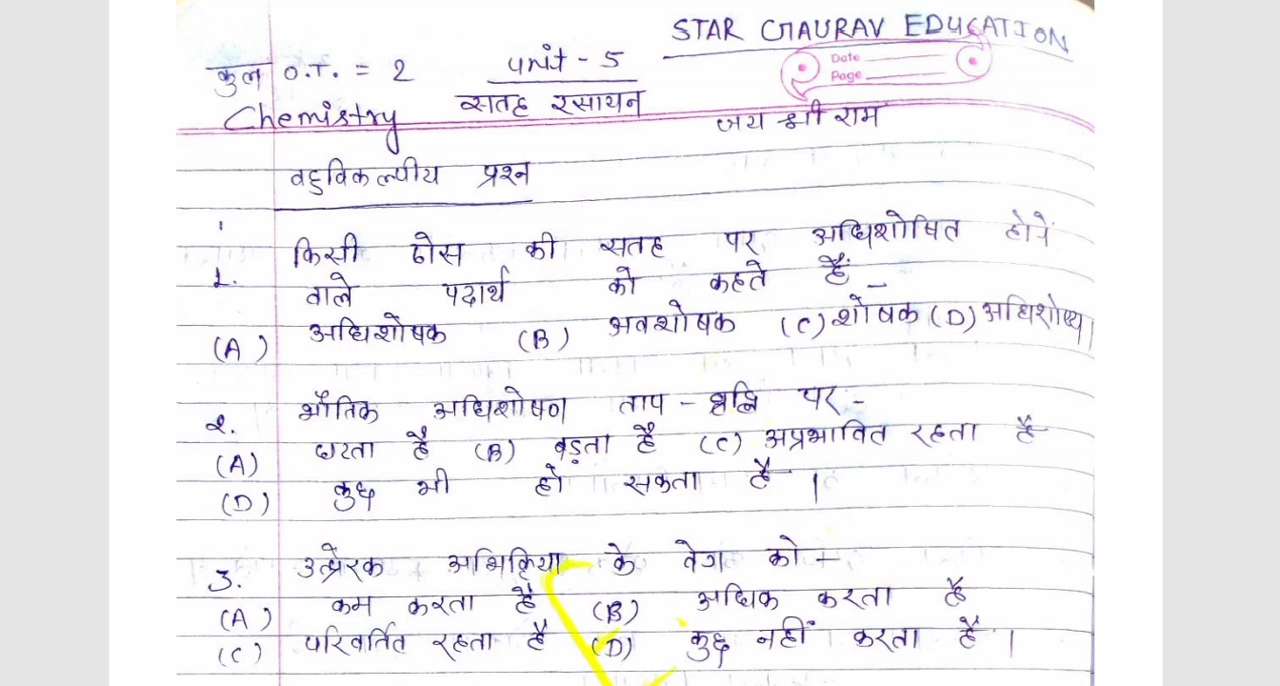 STAR GAURAV EDUCATION
कुल O.T. = 2 unit - 5
Date
Page
Chemistry सतह रसायन
जय श्री राम
बहुविकल्पीय प्रश्न
किसी ठोस की सतह पर अधिशोषित होने
1. वाले पदार्थ को कहते हैं -
(A) अधिशोषक (B) अवशोषक (C) शोषक (D) अधिशोष्य।
2. भौतिक अधिशोषण ताप - वृद्धि पर -
(A) घटता है (B) बड़ता है (C) अप्रभावित रहता है
(D) कुछ भी हो सकता है।
3. उत्प्रेरक अभिक्रिया के वेग को -
(A) कम करता है (B) अधिक करता है
(C) परिवर्तित रहता है (D) कुछ नहीं करता है।